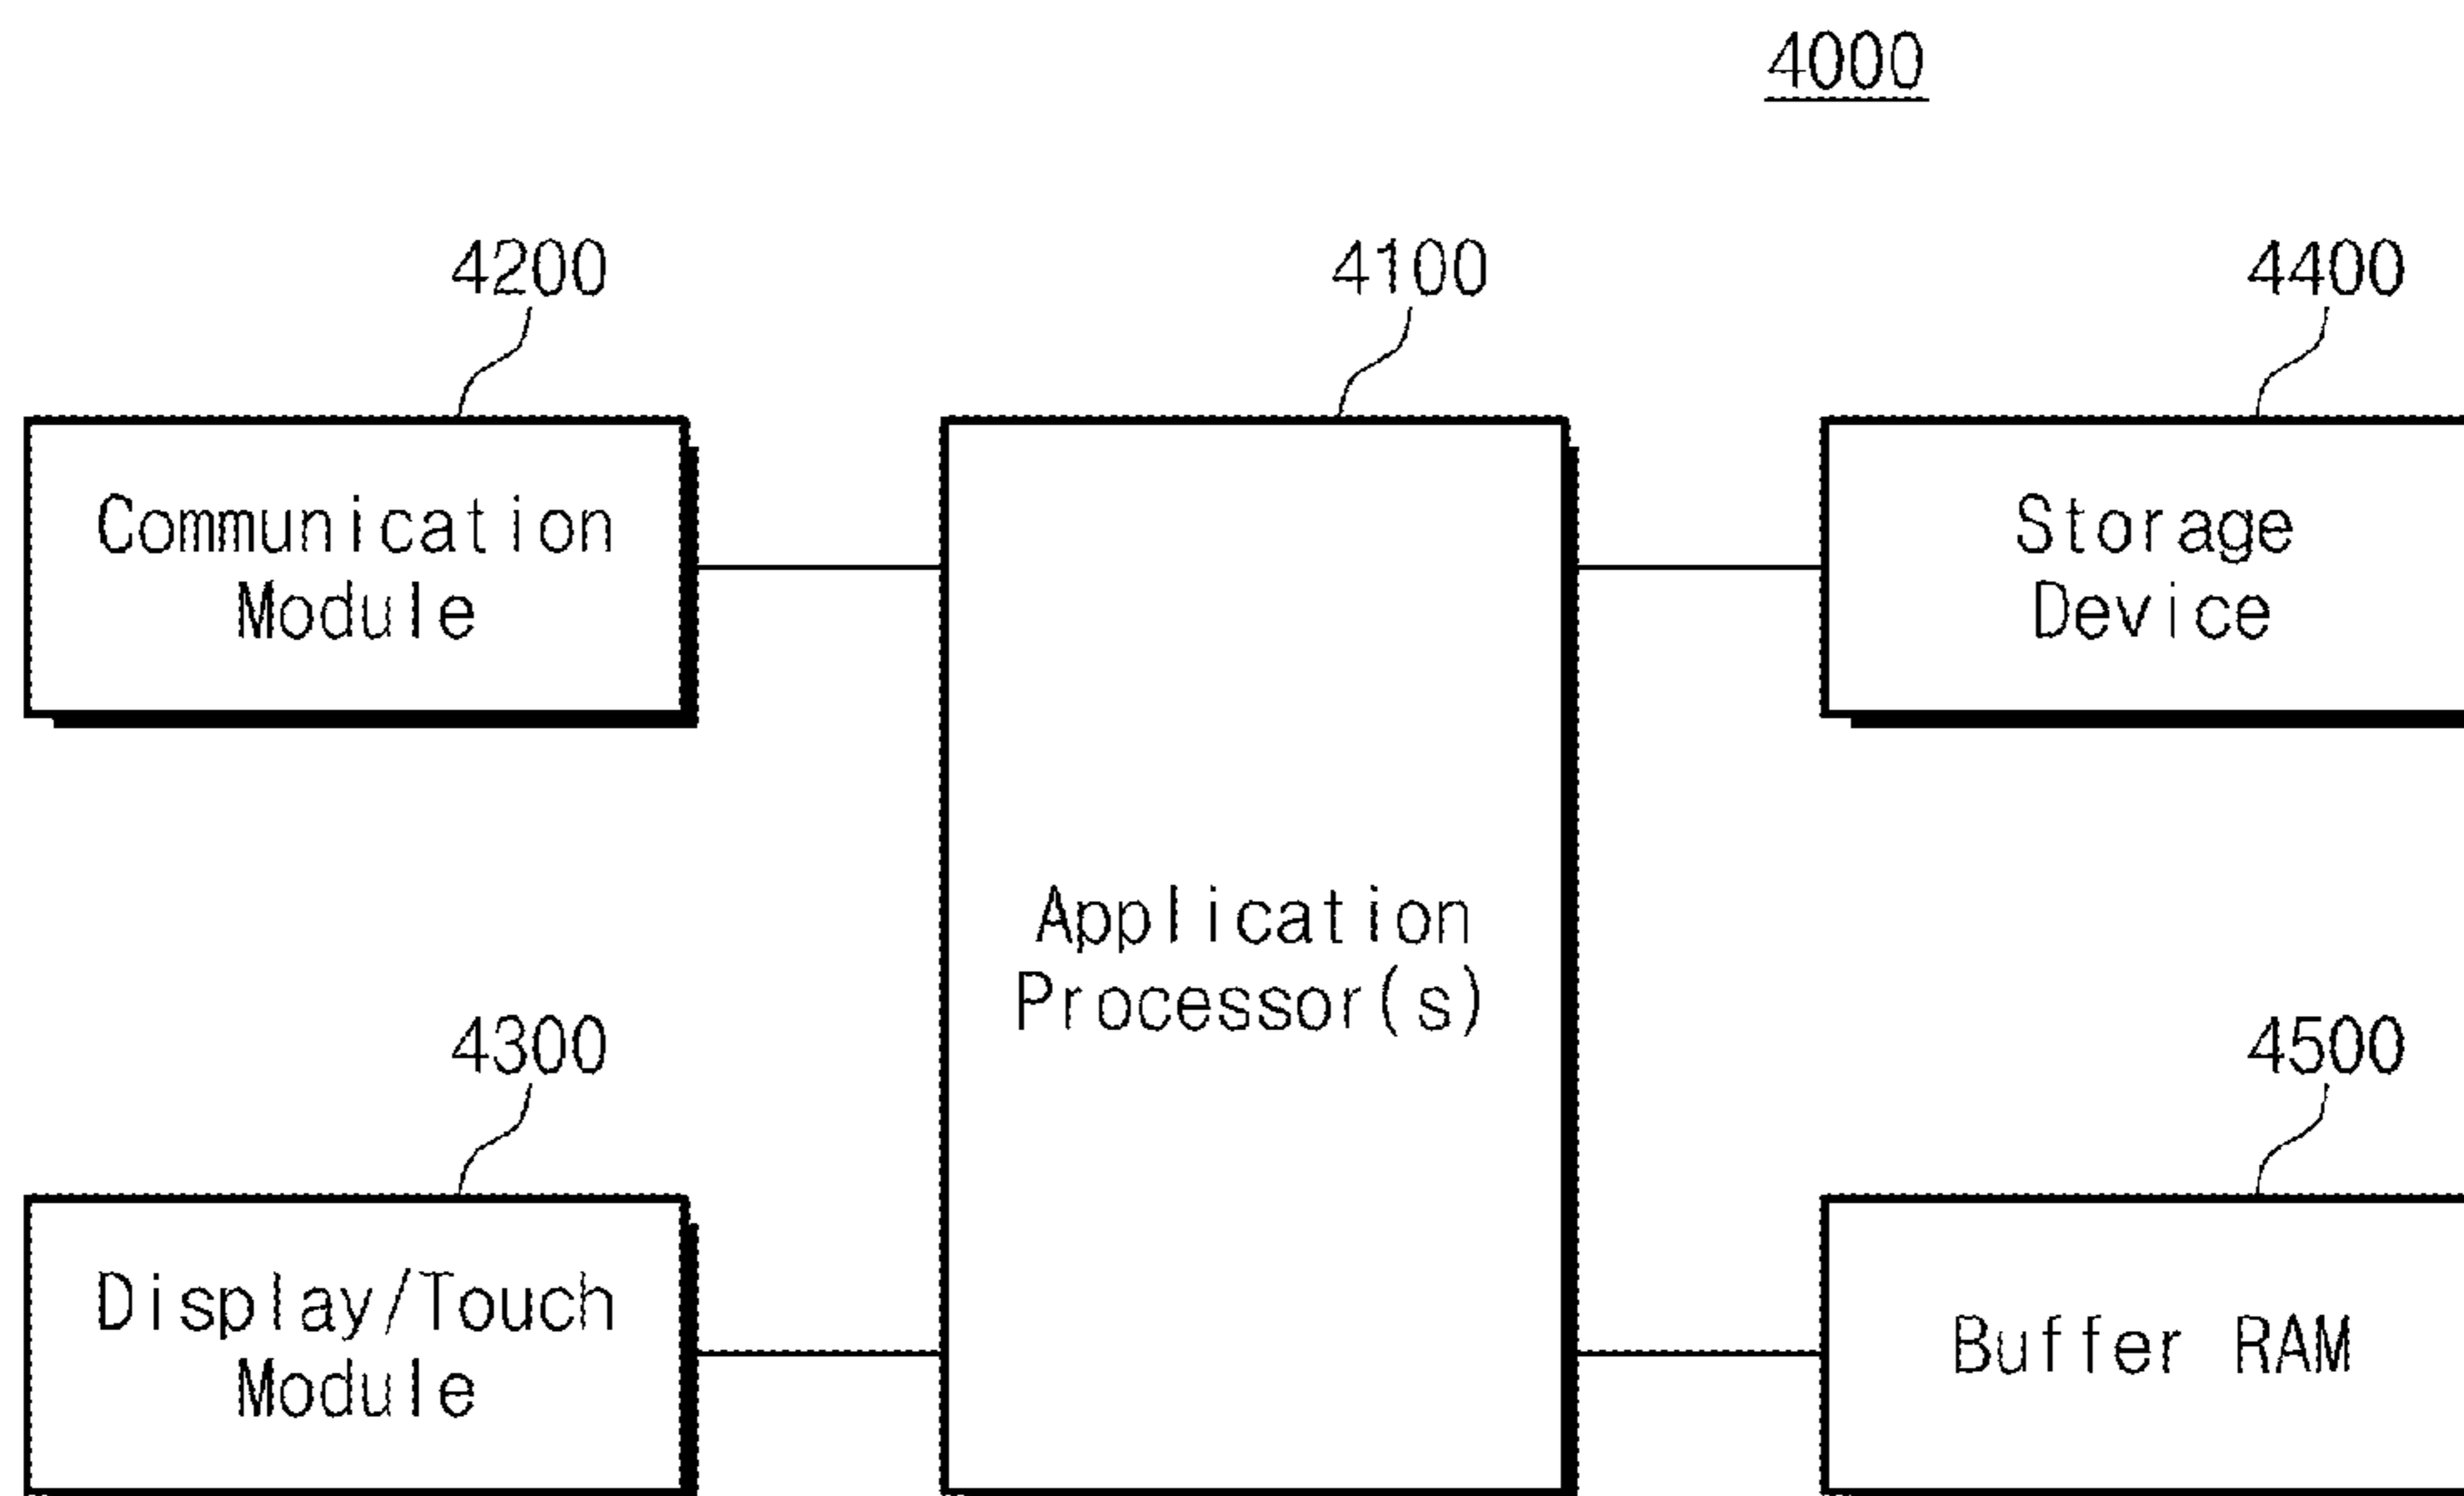 4000
4200
4100
4400
Communication
Module
Storage
Device
Application
Processor(s)
4300
4500
Display/Touch
Module
Buffer RAM